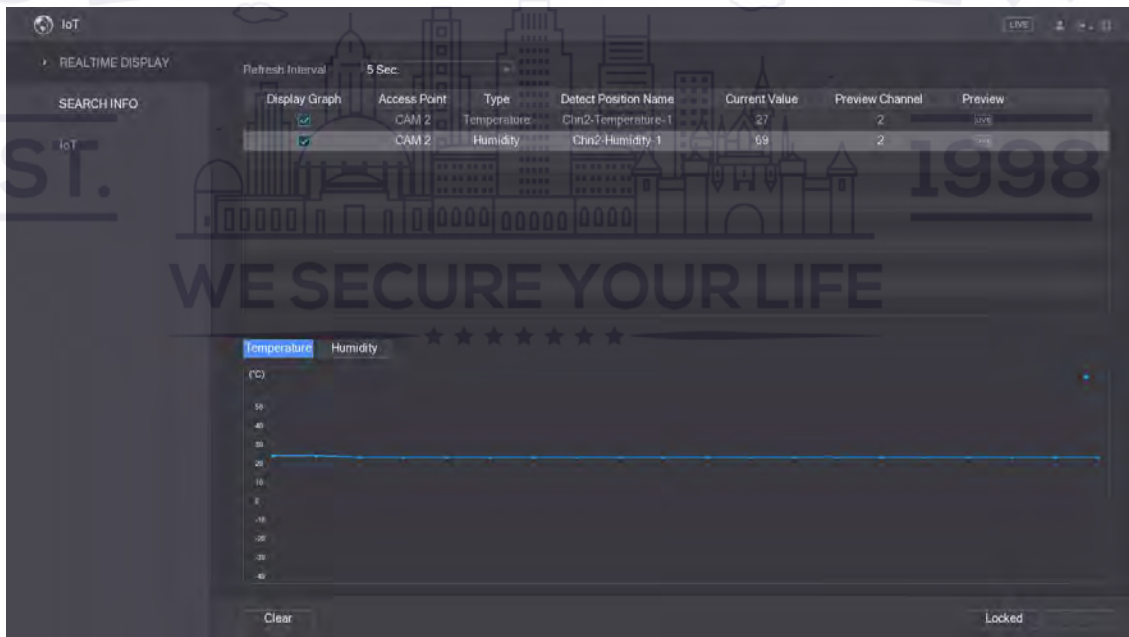 IoT LIVE
REALTIME DISPLAY
SEARCH INFO
IoT
Refresh Interval 5 Sec.
Display Graph Access Point Type Detect Position Name Current Value Preview Channel Preview
CAM 2 Temperature Chn2-Temperature-1 27 2 LIVE
CAM 2 Humidity Chn2-Humidity-1 69 2
ST. 1998
WE SECURE YOUR LIFE
Temperature Humidity
(°C)
50
40
30
20
10
0
-10
-20
-30
-40
Clear Locked